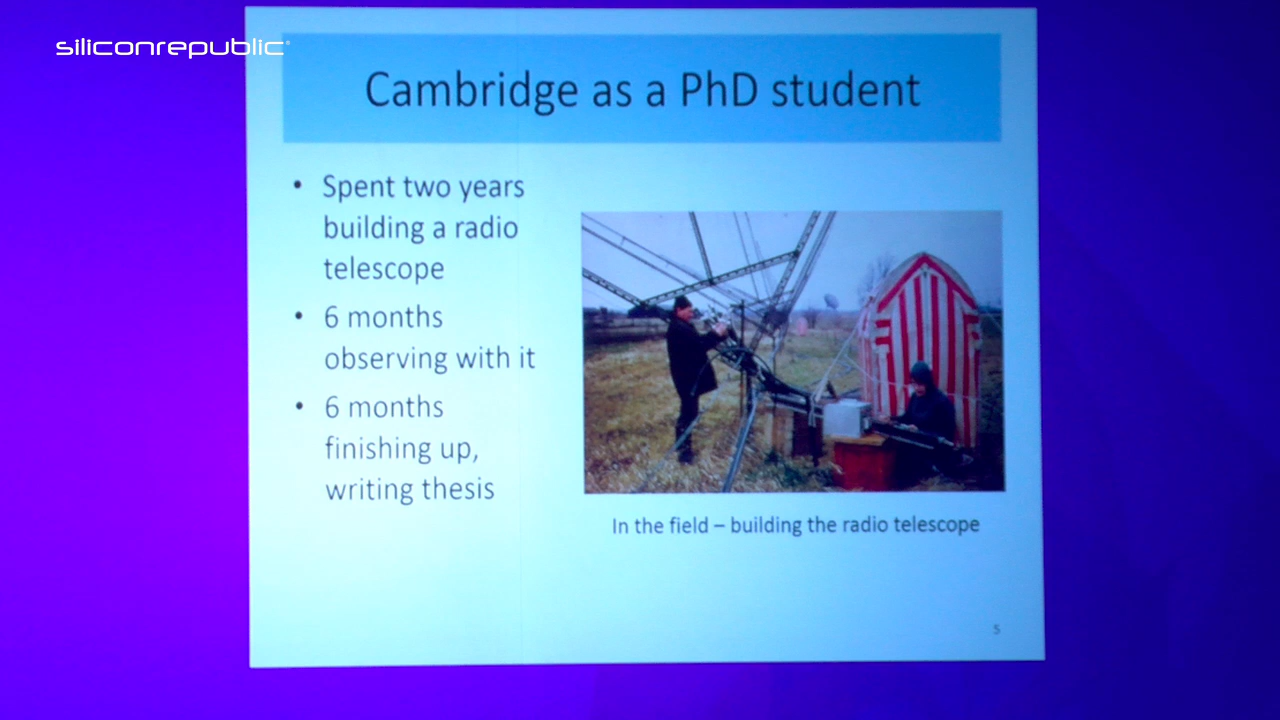 siliconrepublic
Cambridge as a PhD student
• Spent two years
building a radio
telescope
• 6 months
observing with it
• 6 months
finishing up,
writing thesis
In the field – building the radio telescope
5